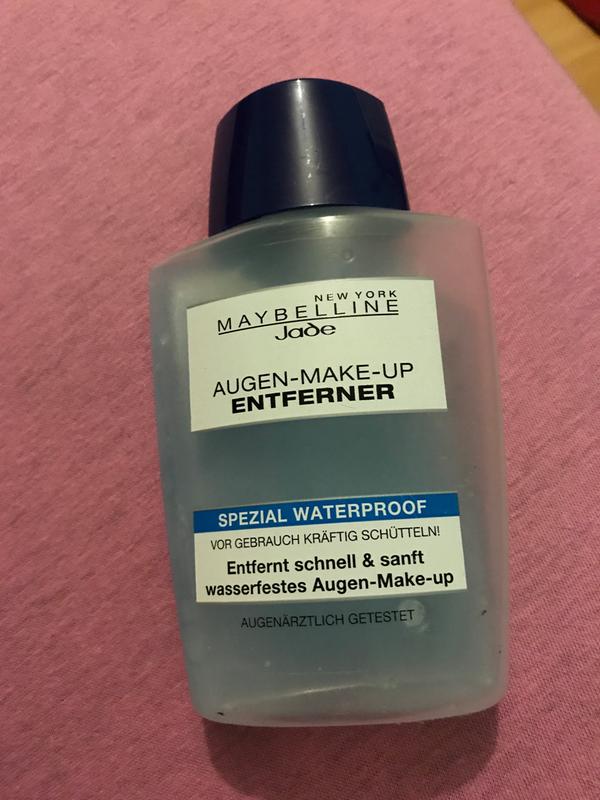 NEW YORK
MAYBELLINE
Jade
AUGEN-MAKE-UP
ENTFERNER
SPEZIAL WATERPROOF
VOR GEBRAUCH KRÄFTIG SCHÜTTELN!
Entfernt schnell & sanft
wasserfestes Augen-Make-up
AUGENÄRZTLICH GETESTET